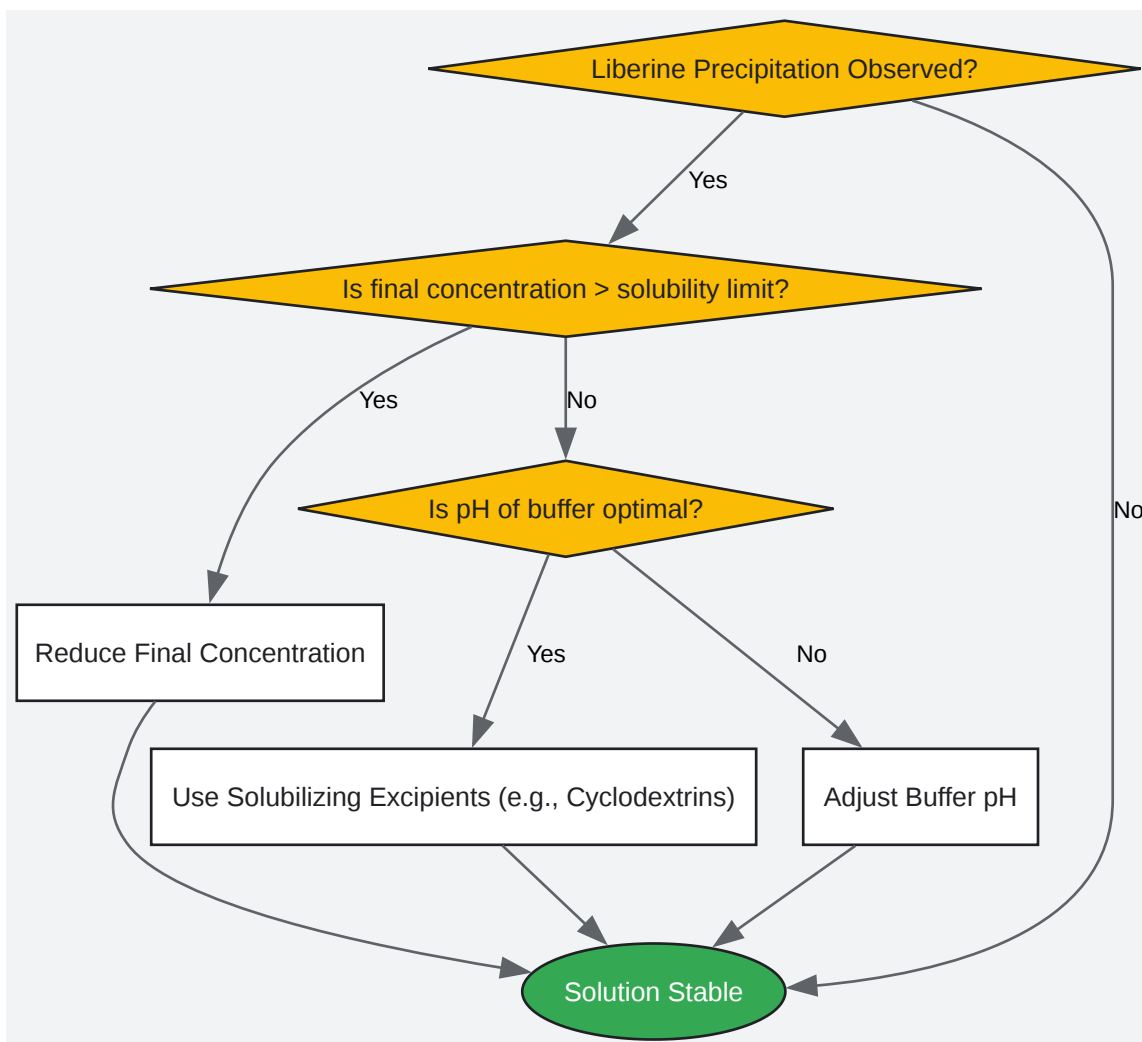 Liberine Precipitation Observed?
Yes
Is final concentration > solubility limit?
Yes
No
Is pH of buffer optimal?
No
Yes
No
Reduce Final Concentration
Use Solubilizing Excipients (e.g., Cyclodextrins)
Adjust Buffer pH
Solution Stable